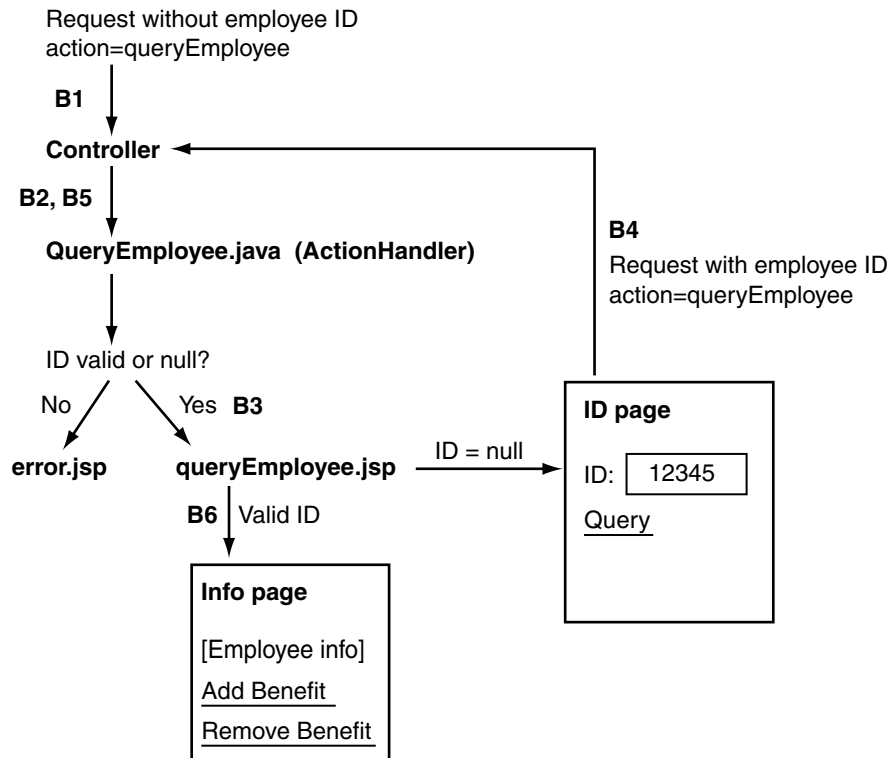 Request without employee ID
action=queryEmployee
B1
Controller
B2, B5
QueryEmployee.java (ActionHandler)
B4
Request with employee ID
action=queryEmployee
ID valid or null?
No
Yes B3
error.jsp
queryEmployee.jsp
ID = null
ID page
ID: 12345
Query
B6 Valid ID
Info page
[Employee info]
Add Benefit
Remove Benefit